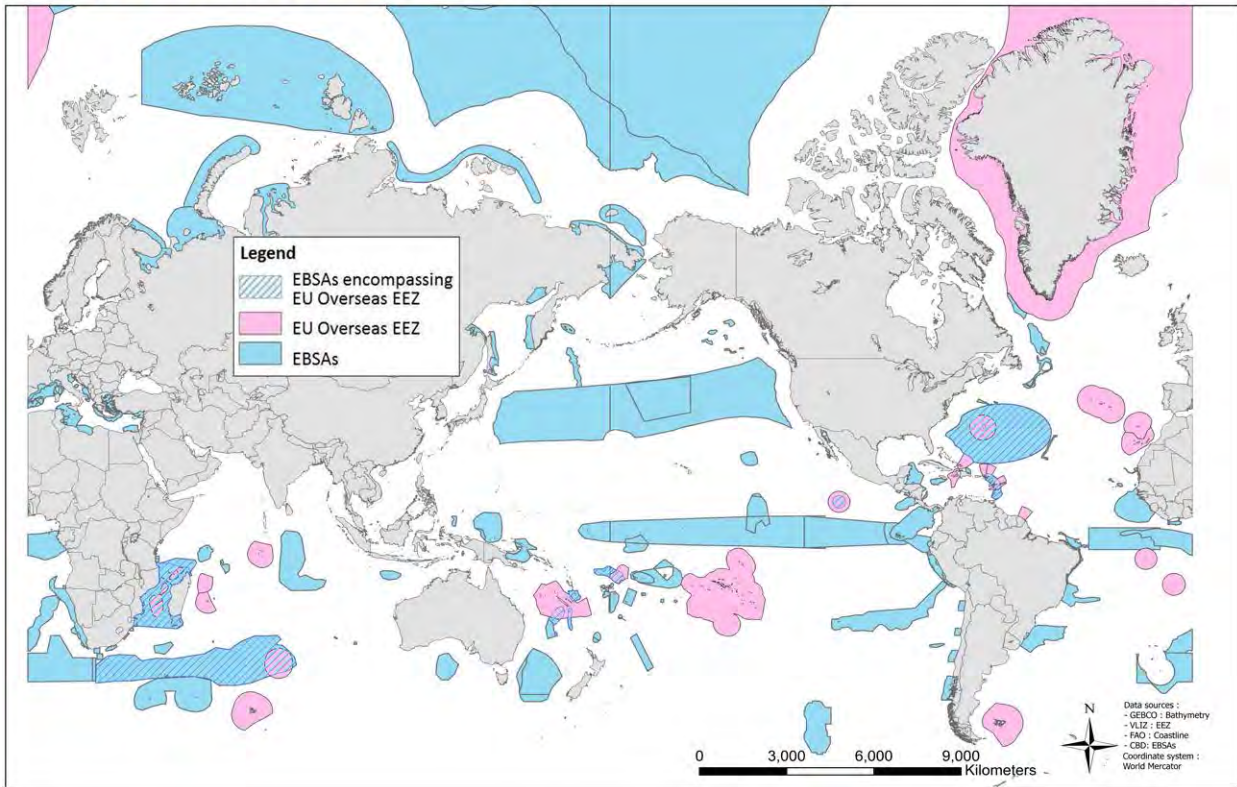 Legend
EBSAs encompassing
EU Overseas EEZ
EU Overseas EEZ
EBSAs
N
Data sources :
- GEBCO : Bathymetry
- VLIZ : EEZ
- FAO : Coastline
- CBD: EBSAs
Coordinate system :
World Mercator
0 3,000 6,000 9,000
Kilometers